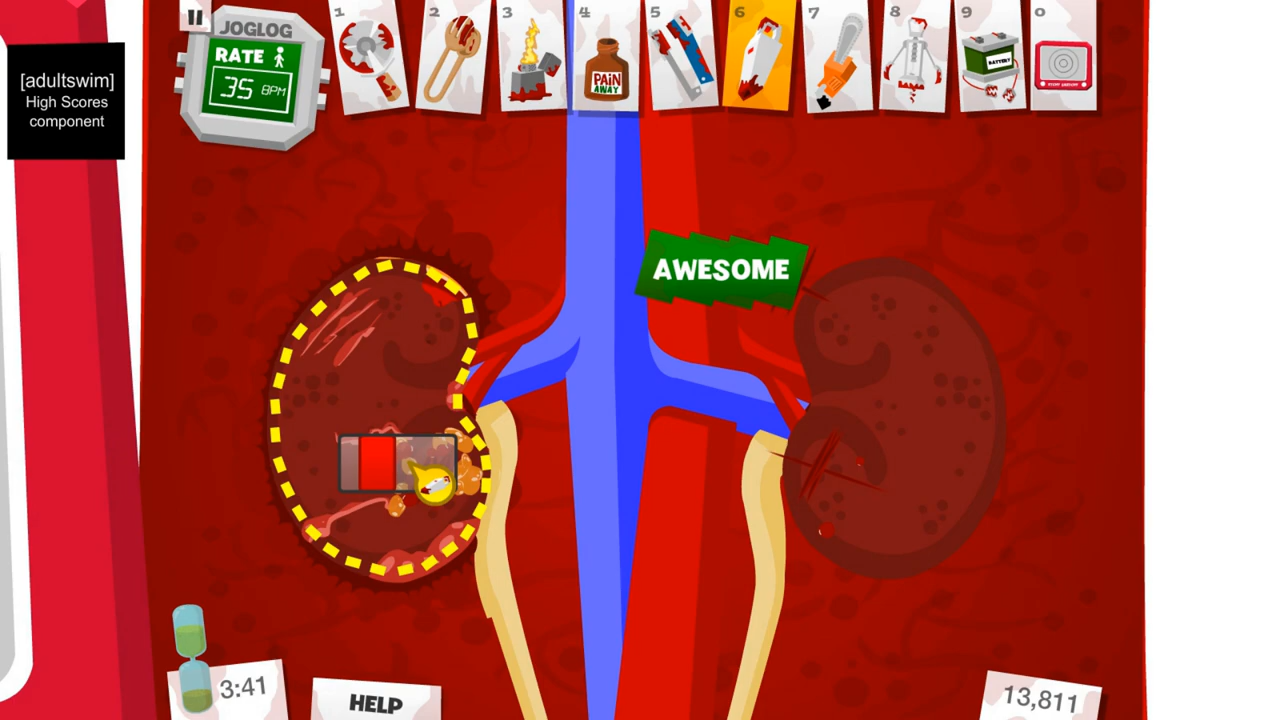 [adultswim]
High Scores
component
JOGLOG
RATE
35 BPM
1
2
3
4
5
6
7
8
9
0
PAIN
AWAY
BATTERY
AWESOME
3:41
HELP
13,811